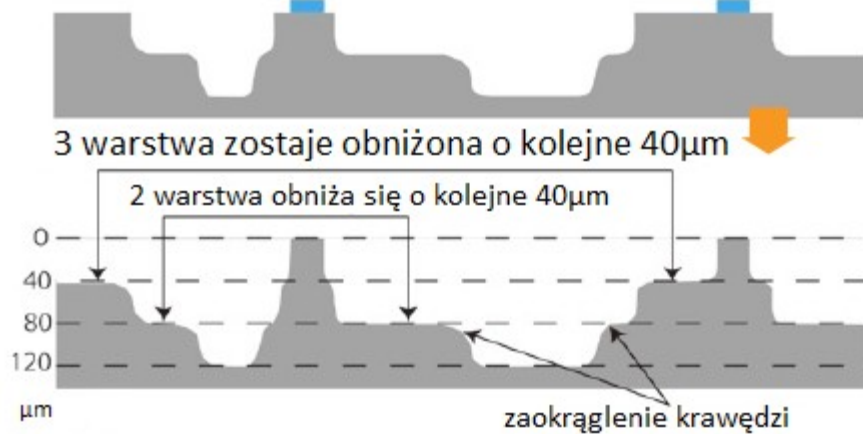 3 warstwa zostaje obniżona o kolejne 40μm
2 warstwa obniża się o kolejne 40μm
0
40
80
120
μm
zaokrąglenie krawędzi